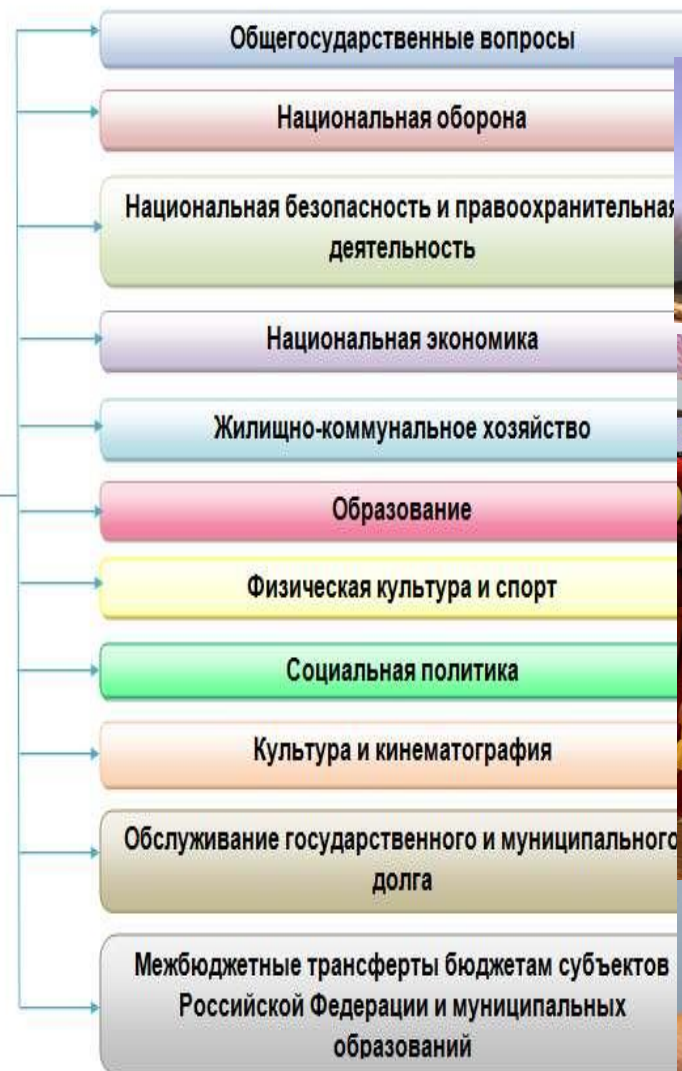 Общегосударственные вопросы
Национальная оборона
Национальная безопасность и правоохранительная
деятельность
Национальная экономика
Жилищно-коммунальное хозяйство
Образование
Физическая культура и спорт
Социальная политика
Культура и кинематография
Обслуживание государственного и муниципального
долга
Межбюджетные трансферты бюджетам субъектов
Российской Федерации и муниципальных
образований